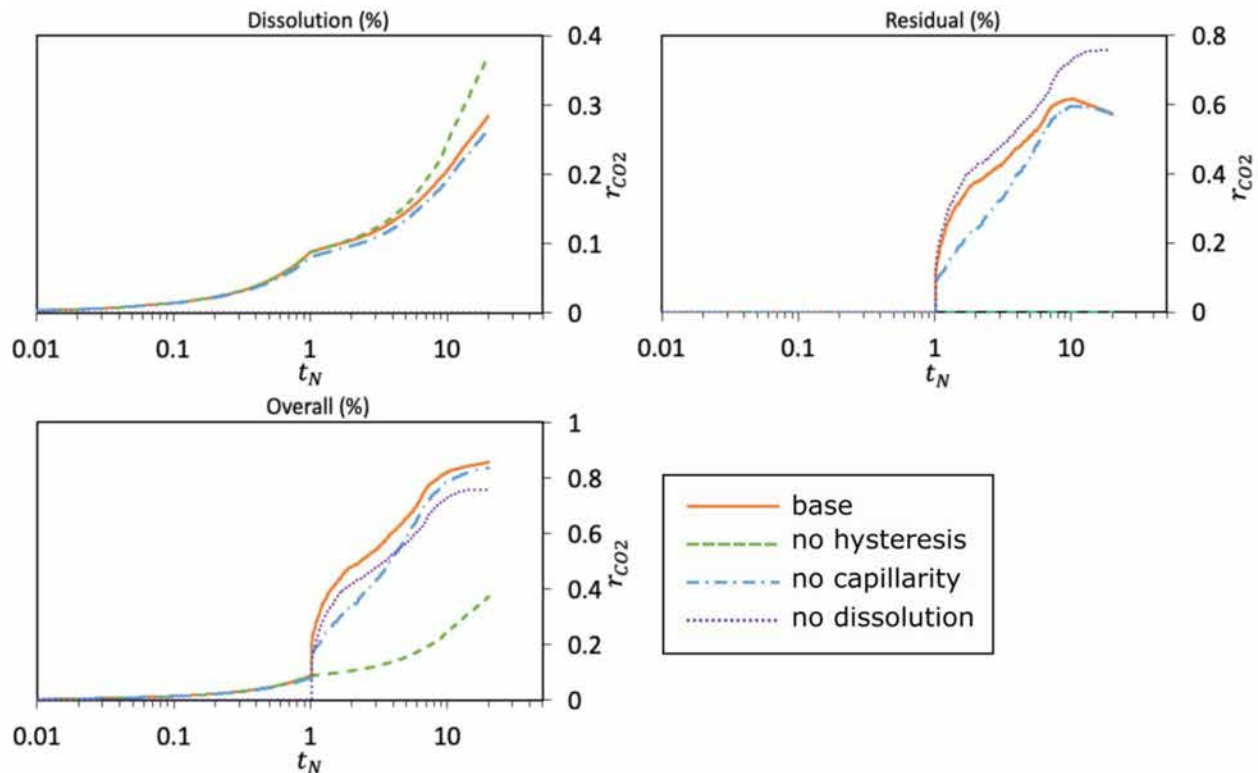 Dissolution (%)
0.4
0.3
0.2
0.1
0
r_CO2
0.01 0.1 1 10
t_N
Residual (%)
0.8
0.6
0.4
0.2
0
r_CO2
0.01 0.1 1 10
t_N
Overall (%)
1
0.8
0.6
0.4
0.2
0
r_CO2
0.01 0.1 1 10
t_N
base
no hysteresis
no capillarity
no dissolution